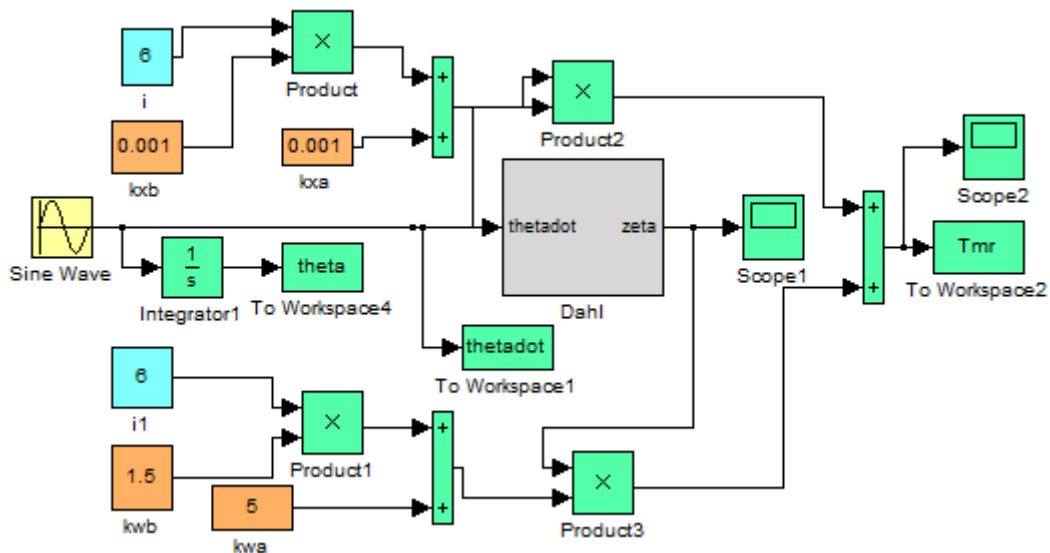 6
i
×
Product
0.001
kxb
0.001
kxa
+
+
×
Product2
Scope2
Sine Wave
1
s
Integrator1
theta
To Workspace4
thetadot zeta
Dahl
Scope1
+
+
Tmr
To Workspace2
thetadot
To Workspace1
6
i1
×
Product1
1.5
kwb
5
kwa
+
+
×
Product3